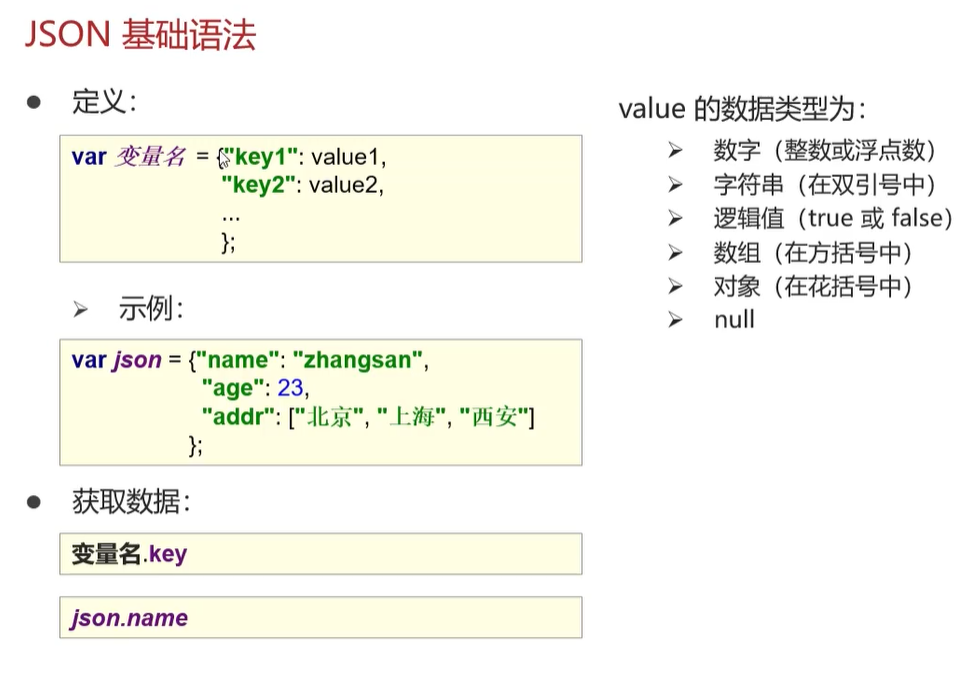 JSON 基础语法
● 定义：
var 变量名 = {"key1": value1,
"key2": value2,
...
};
➢ 示例：
var json = {"name": "zhangsan",
"age": 23,
"addr": ["北京", "上海", "西安"]
};
● 获取数据：
变量名.key
json.name
value 的数据类型为：
➢ 数字（整数或浮点数）
➢ 字符串（在双引号中）
➢ 逻辑值（true 或 false）
➢ 数组（在方括号中）
➢ 对象（在花括号中）
➢ null